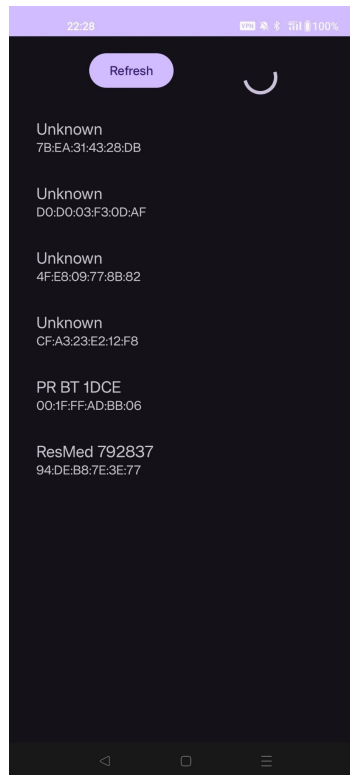 22:28
VPN 100%
Refresh
Unknown
7B:EA:31:43:28:DB
Unknown
D0:D0:03:F3:0D:AF
Unknown
4F:E8:09:77:8B:82
Unknown
CF:A3:23:E2:12:F8
PR BT 1DCE
00:1F:FF:AD:BB:06
ResMed 792837
94:DE:B8:7E:3E:77